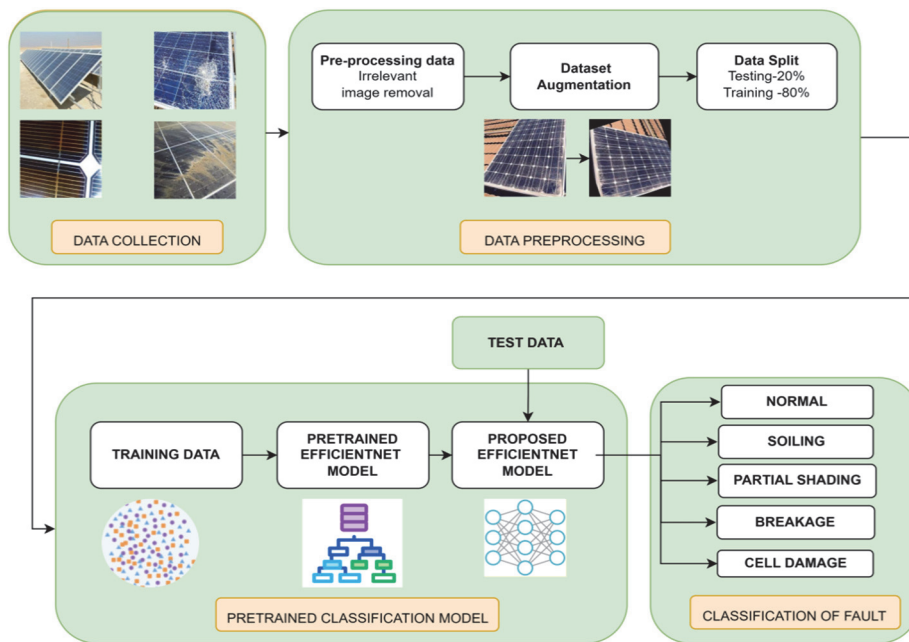 Pre-processing data
Irrelevant
image removal
Dataset
Augmentation
Data Split
Testing-20%
Training -80%
DATA COLLECTION
DATA PREPROCESSING
TEST DATA
TRAINING DATA
PRETRAINED
EFFICIENTNET
MODEL
PROPOSED
EFFICIENTNET
MODEL
NORMAL
SOILING
PARTIAL SHADING
BREAKAGE
CELL DAMAGE
PRETRAINED CLASSIFICATION MODEL
CLASSIFICATION OF FAULT